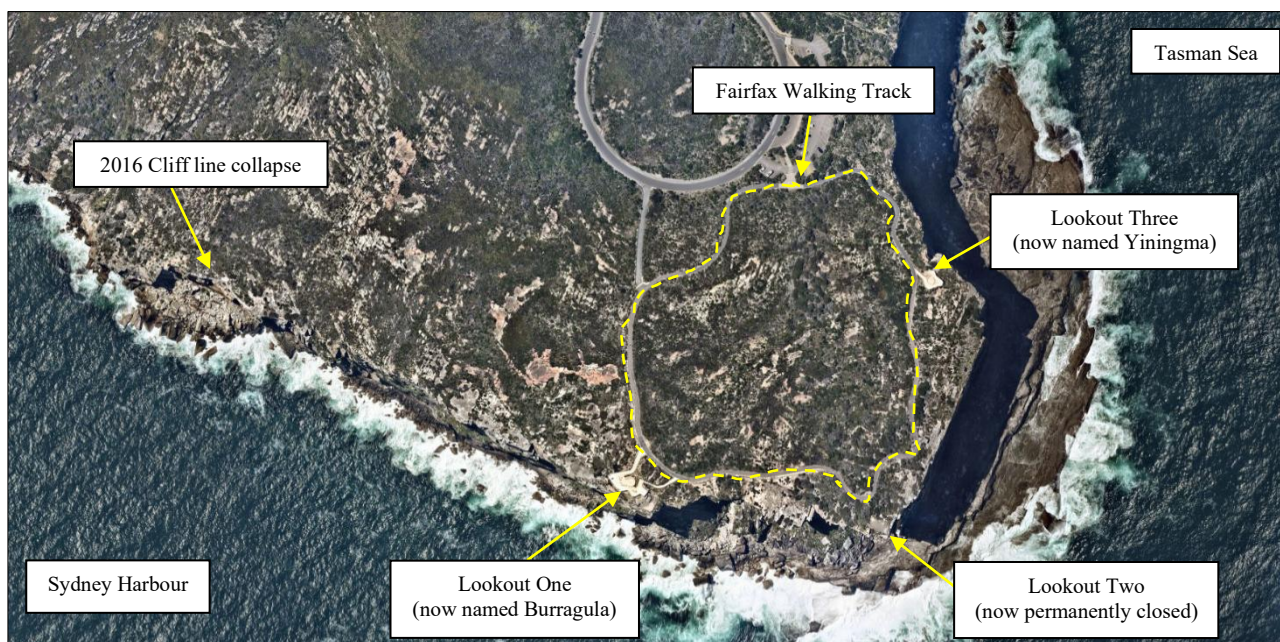 Tasman Sea
Fairfax Walking Track
2016 Cliff line collapse
Lookout Three
(now named Yiningma)
Sydney Harbour
Lookout One
(now named Burragula)
Lookout Two
(now permanently closed)